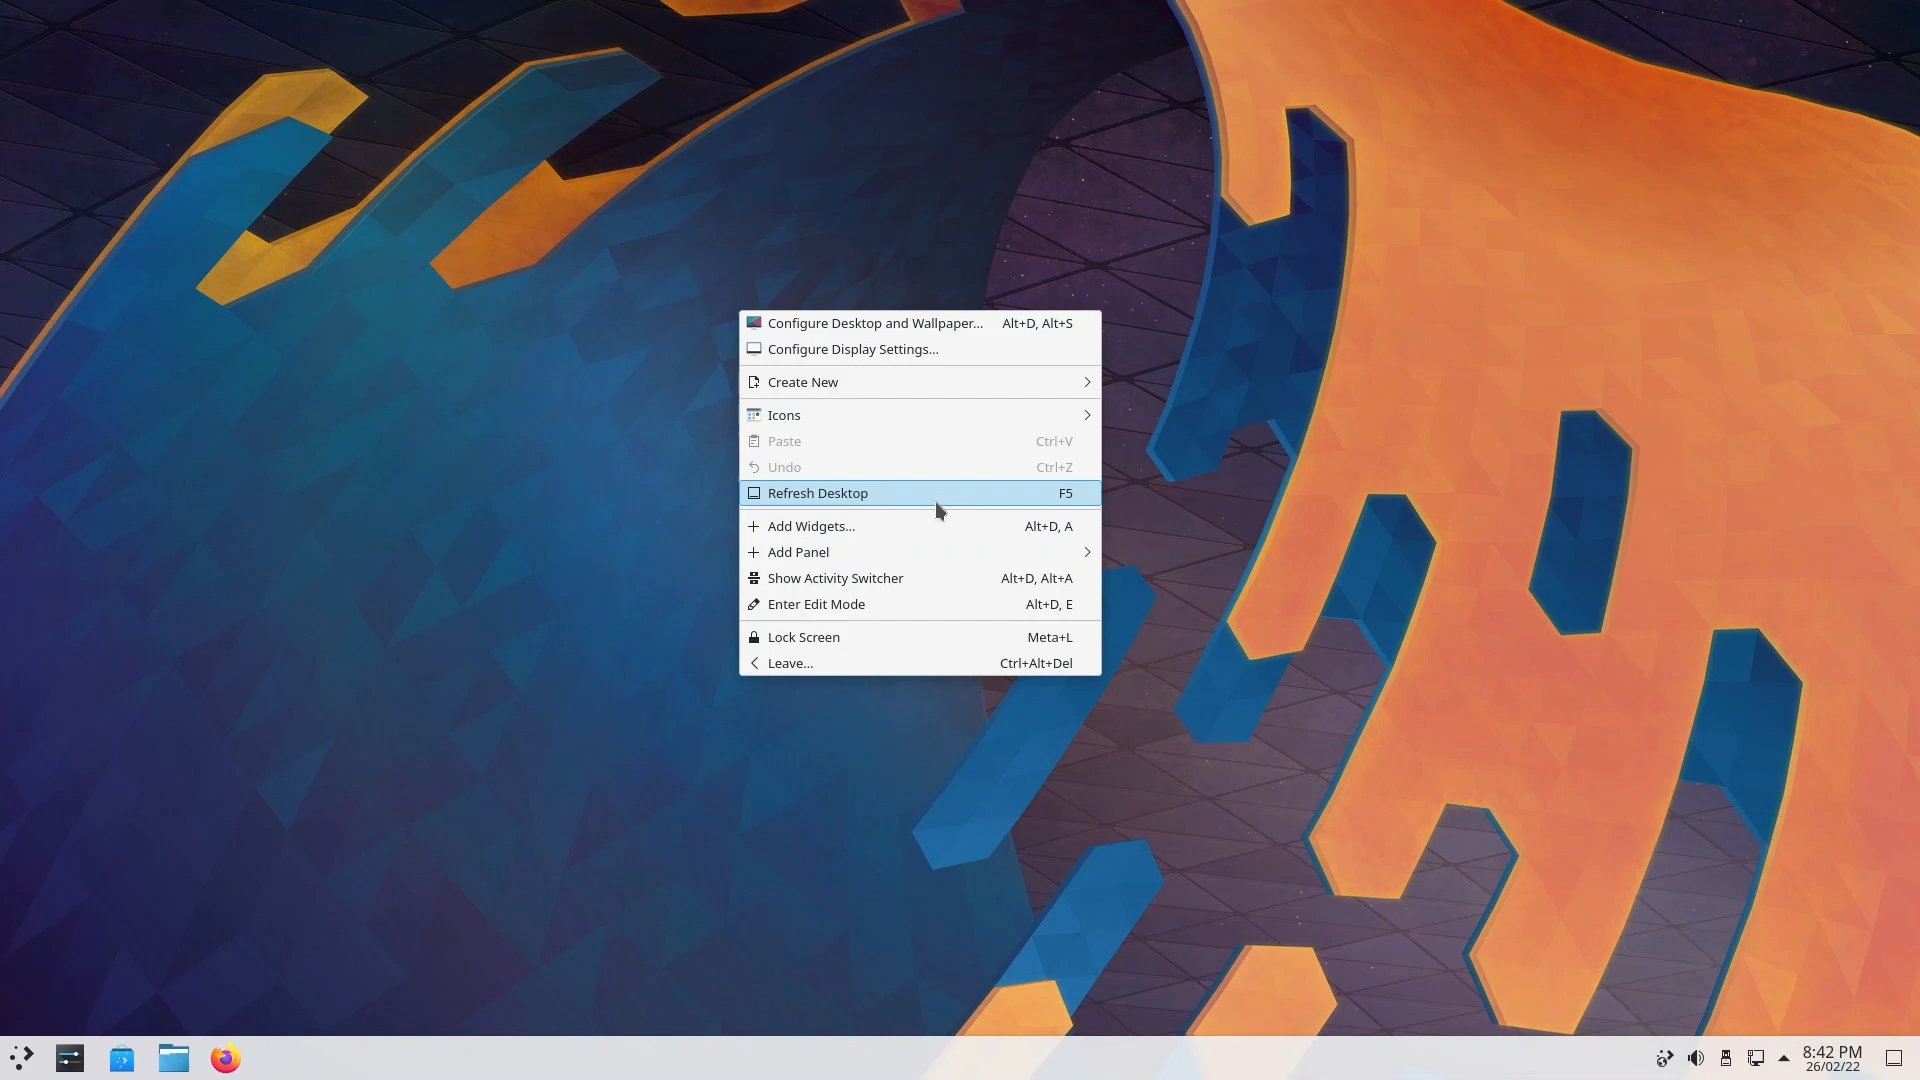 Configure Desktop and Wallpaper... Alt+D, Alt+S
Configure Display Settings...
Create New
Icons
Paste Ctrl+V
Undo Ctrl+Z
Refresh Desktop F5
Add Widgets... Alt+D, A
Add Panel
Show Activity Switcher Alt+D, Alt+A
Enter Edit Mode Alt+D, E
Lock Screen Meta+L
Leave... Ctrl+Alt+Del
8:42 PM
26/02/22